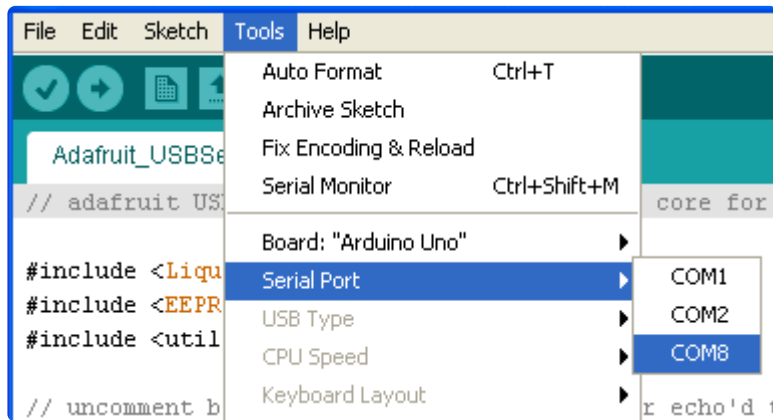 File Edit Sketch Tools Help
Auto Format Ctrl+T
Archive Sketch
Adafruit_USBSe Fix Encoding & Reload
Serial Monitor Ctrl+Shift+M
// adafruit US core for
Board: "Arduino Uno"
#include <Liqu Serial Port COM1
#include <EEPR USB Type COM2
#include <util CPU Speed COM8
Keyboard Layout
// uncomment b r echo'd t